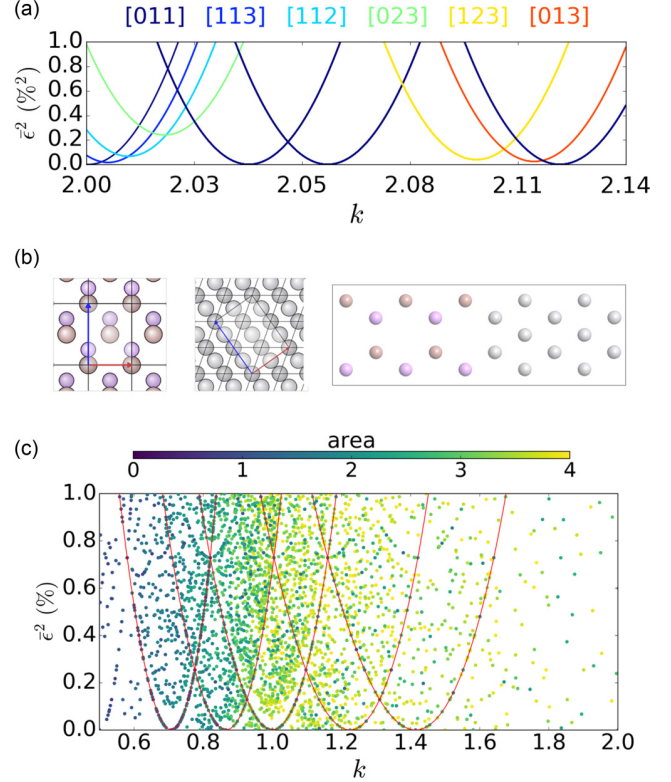 (a)
[011] [113] [112] [023] [123] [013]
1.0
0.8
0.6
0.4
0.2
0.0
ε̄² (%²)
2.00 2.03 2.05 2.08 2.11 2.14
k
(b)
(c)
area
0 1 2 3 4
1.0
0.8
0.6
0.4
0.2
0.0
ε̄² (%)
0.6 0.8 1.0 1.2 1.4 1.6 1.8 2.0
k